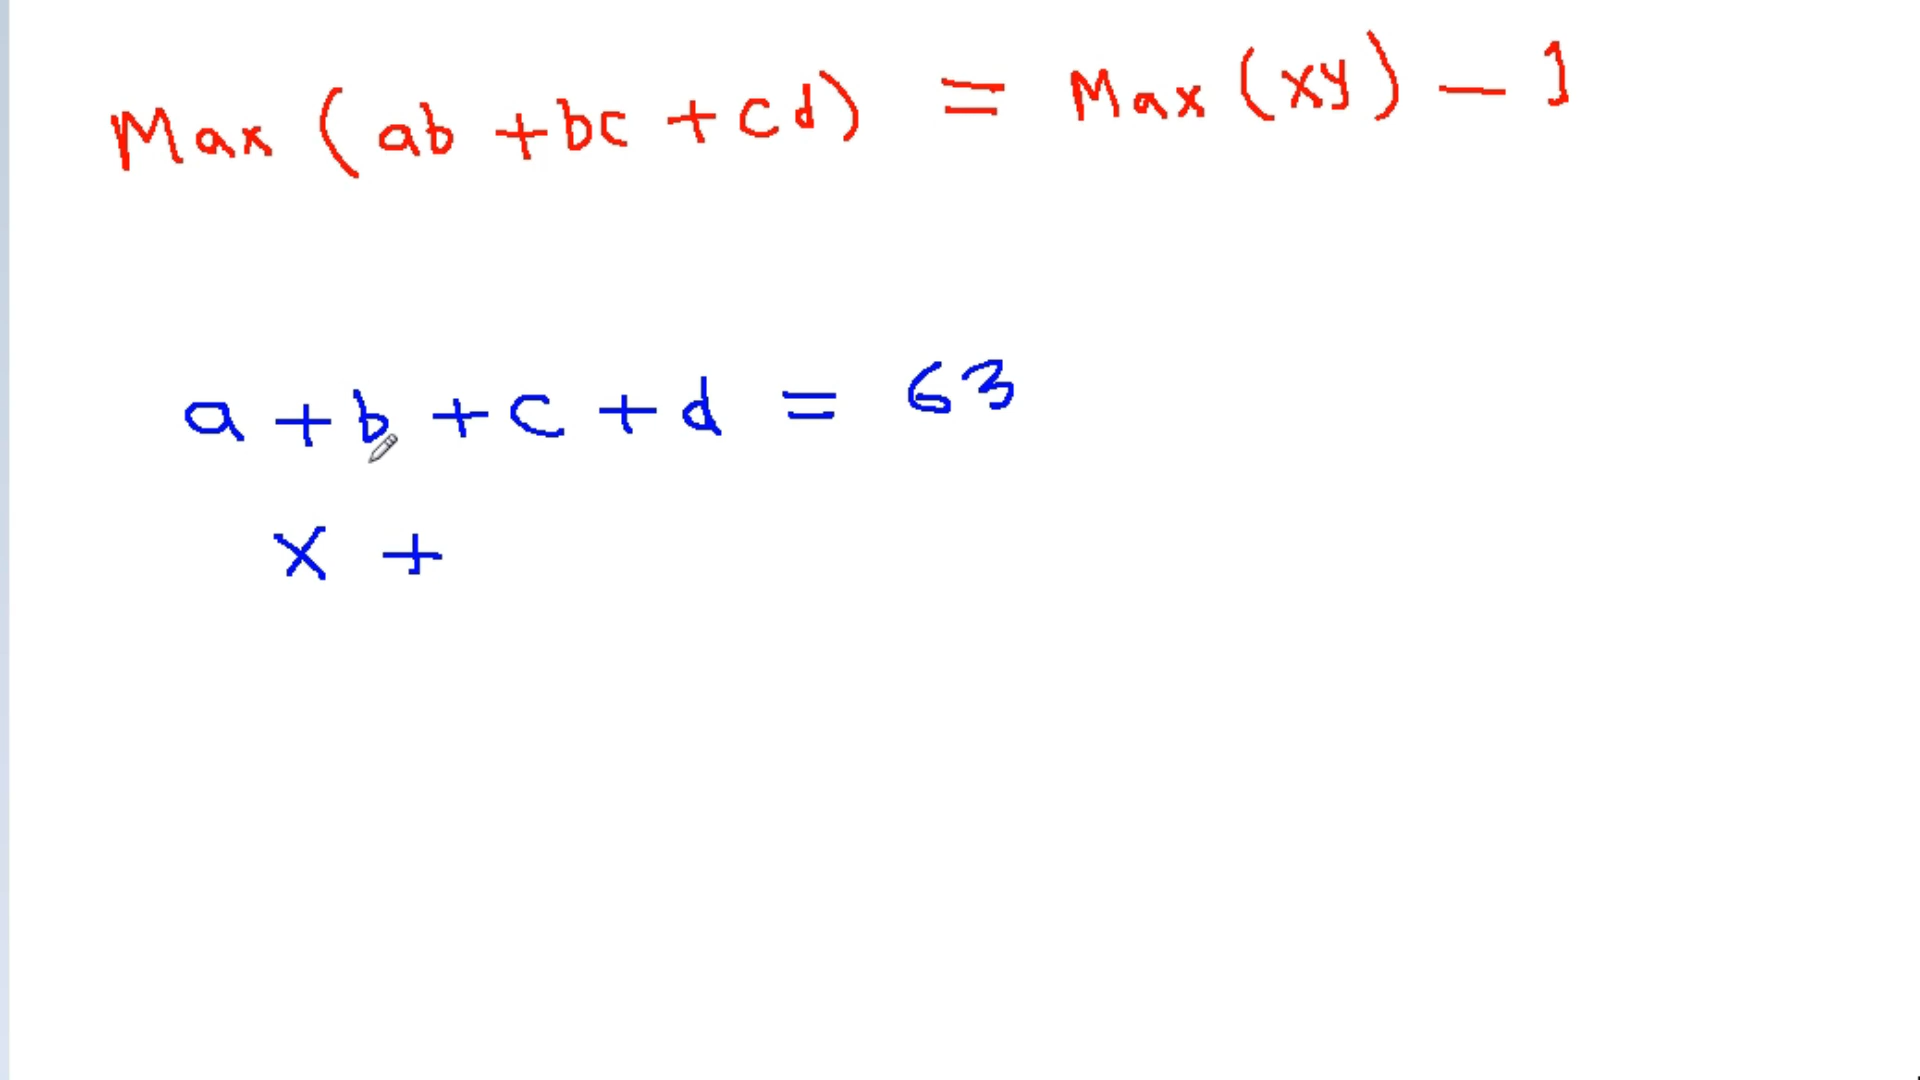 Max (ab + bc + cd) = Max (xy) - 1
a + b + c + d = 63
x +